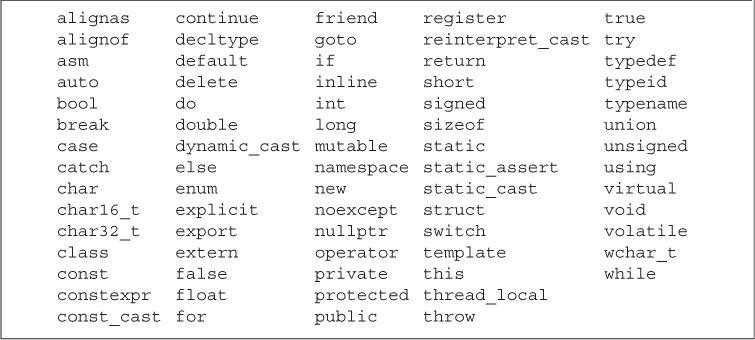 alignas continue friend register true
alignof decltype goto reinterpret_cast try
asm default if return typedef
auto delete inline short typeid
bool do int signed typename
break double long sizeof union
case dynamic_cast mutable static unsigned
catch else namespace static_assert using
char enum new static_cast virtual
char16_t explicit noexcept struct void
char32_t export nullptr switch volatile
class extern operator template wchar_t
const false private this while
constexpr float protected thread_local
const_cast for public throw